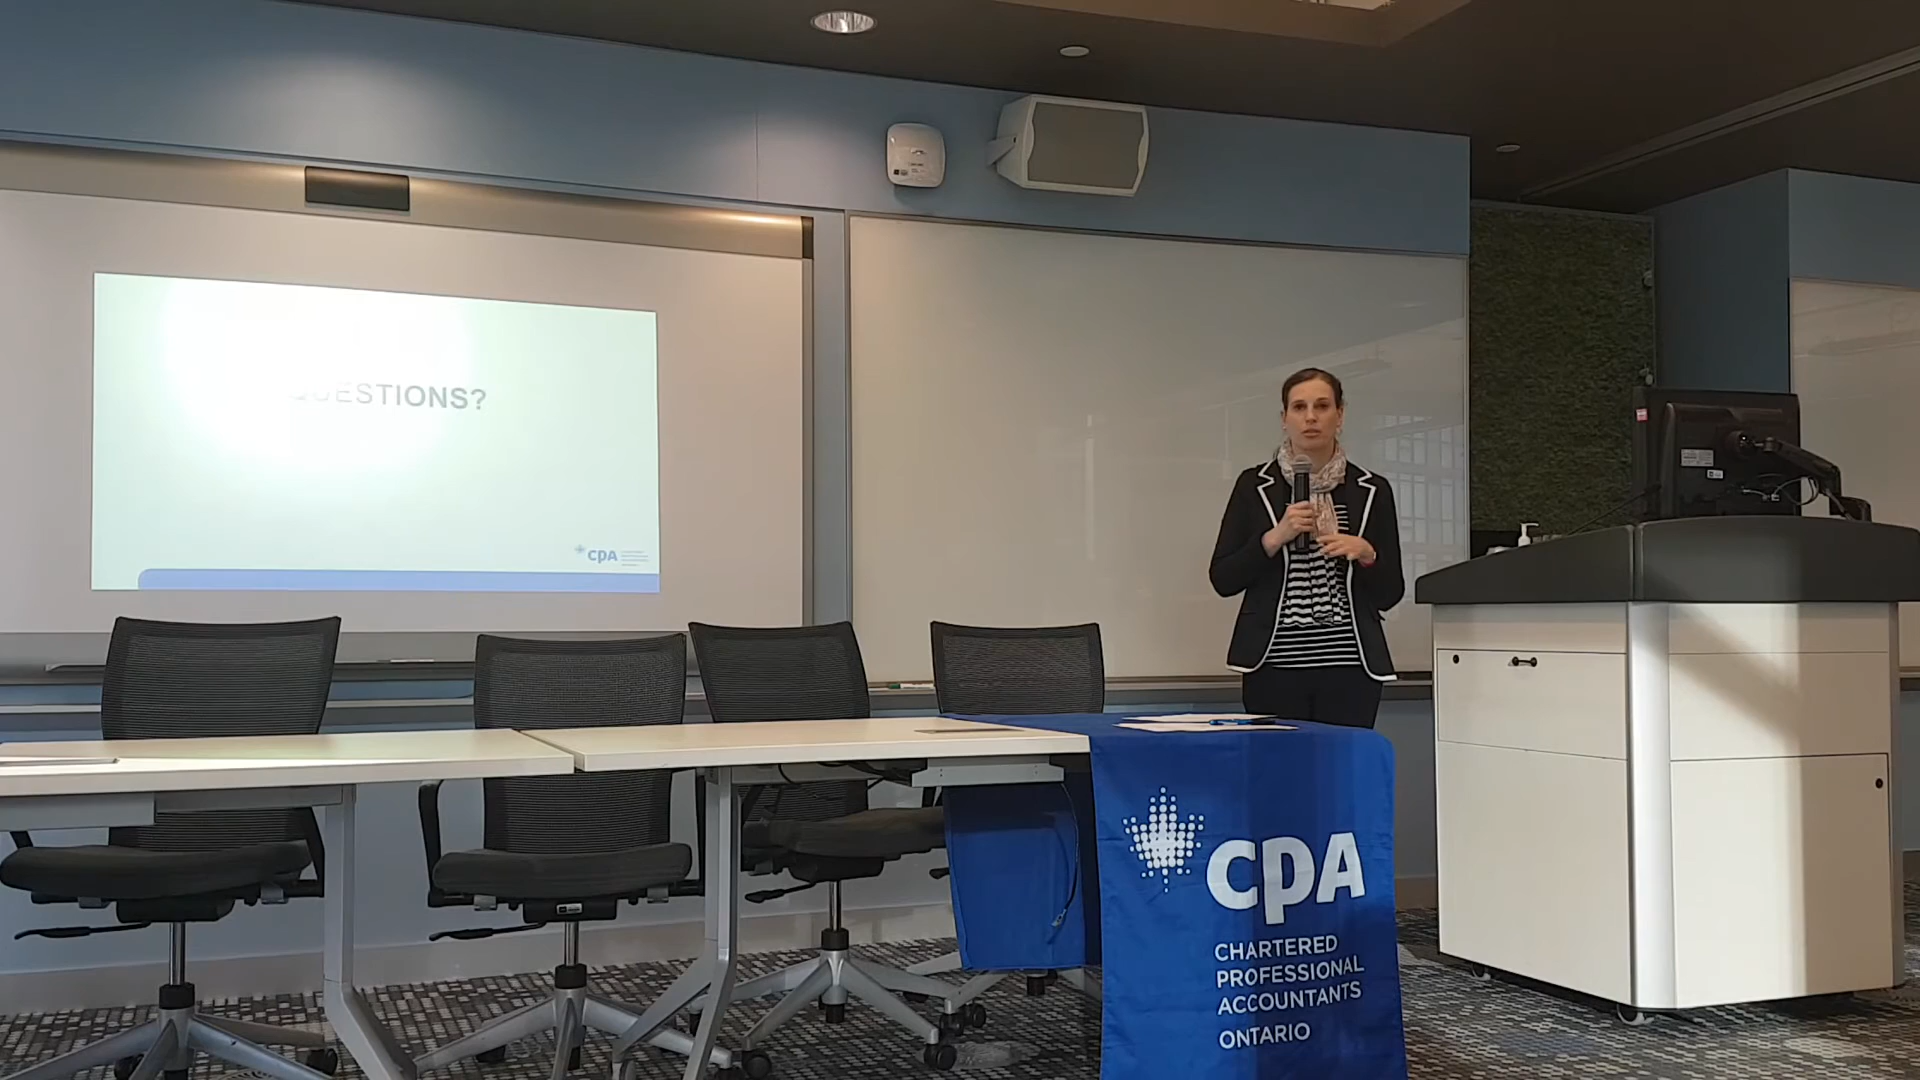 QUESTIONS?
cpa
cpa
CHARTERED
PROFESSIONAL
ACCOUNTANTS
ONTARIO